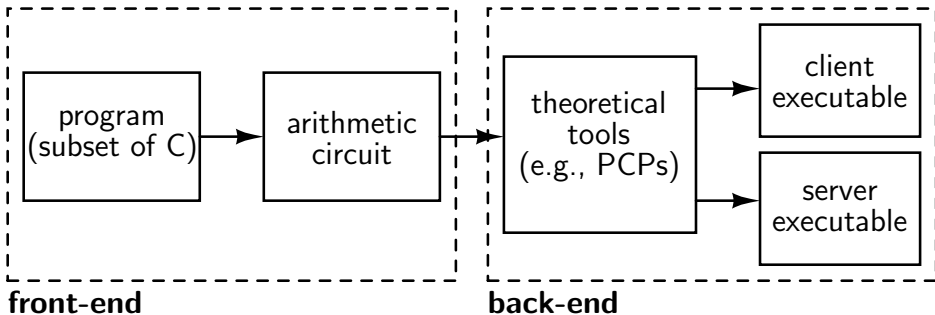 program
(subset of C)
arithmetic
circuit
theoretical
tools
(e.g., PCPs)
client
executable
server
executable
front-end
back-end